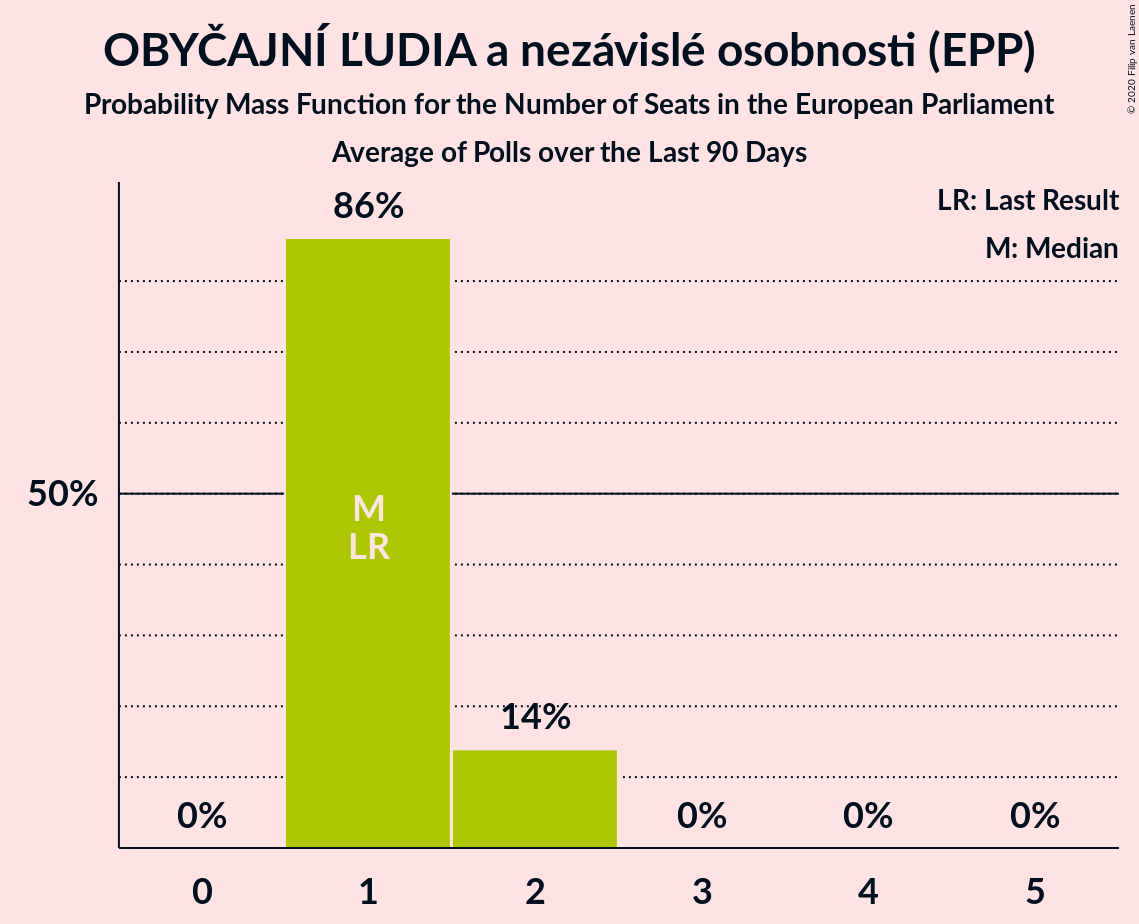 OBYČAJNÍ ĽUDIA a nezávislé osobnosti (EPP)
Probability Mass Function for the Number of Seats in the European Parliament
Average of Polls over the Last 90 Days
© 2020 Filip van Laenen
LR: Last Result
M: Median
86%
50%
M
LR
14%
0%
0%
0%
0%
0
1
2
3
4
5